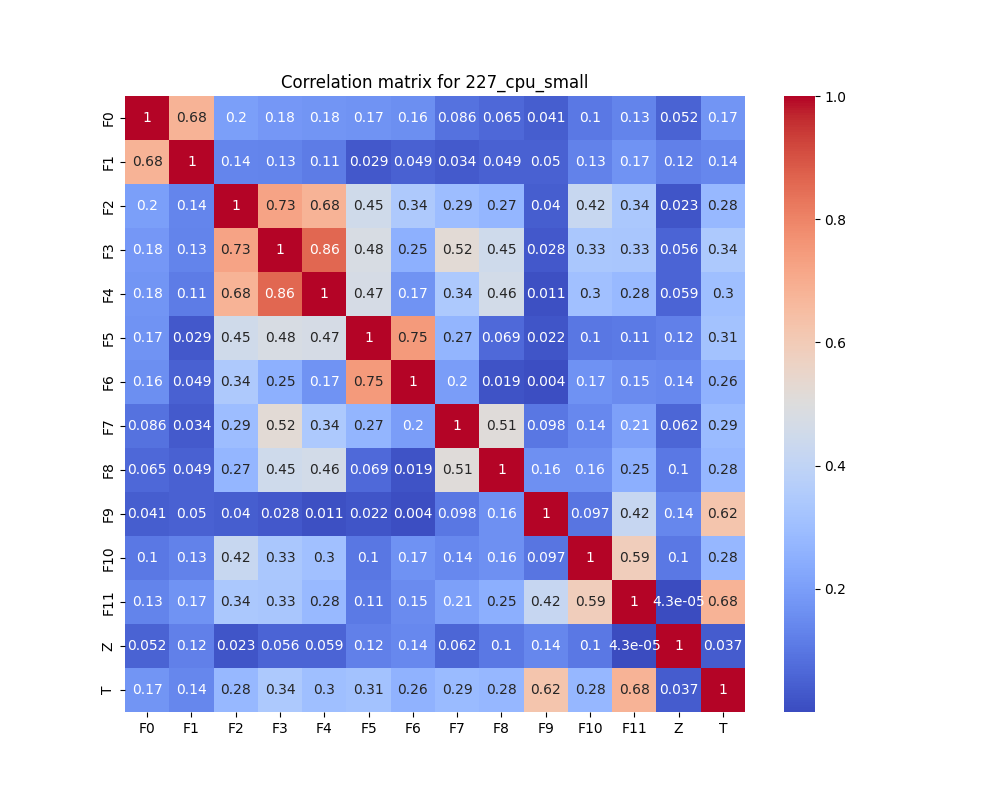 Correlation matrix for 227_cpu_small
F0 1 0.68 0.2 0.18 0.18 0.17 0.16 0.086 0.065 0.041 0.1 0.13 0.052 0.17
F1 0.68 1 0.14 0.13 0.11 0.029 0.049 0.034 0.049 0.05 0.13 0.17 0.12 0.14
F2 0.2 0.14 1 0.73 0.68 0.45 0.34 0.29 0.27 0.04 0.42 0.34 0.023 0.28
F3 0.18 0.13 0.73 1 0.86 0.48 0.25 0.52 0.45 0.028 0.33 0.33 0.056 0.34
F4 0.18 0.11 0.68 0.86 1 0.47 0.17 0.34 0.46 0.011 0.3 0.28 0.059 0.3
F5 0.17 0.029 0.45 0.48 0.47 1 0.75 0.27 0.069 0.022 0.1 0.11 0.12 0.31
F6 0.16 0.049 0.34 0.25 0.17 0.75 1 0.2 0.019 0.004 0.17 0.15 0.14 0.26
F7 0.086 0.034 0.29 0.52 0.34 0.27 0.2 1 0.51 0.098 0.14 0.21 0.062 0.29
F8 0.065 0.049 0.27 0.45 0.46 0.069 0.019 0.51 1 0.16 0.16 0.25 0.1 0.28
F9 0.041 0.05 0.04 0.028 0.011 0.022 0.004 0.098 0.16 1 0.097 0.42 0.14 0.62
F10 0.1 0.13 0.42 0.33 0.3 0.1 0.17 0.14 0.16 0.097 1 0.59 0.1 0.28
F11 0.13 0.17 0.34 0.33 0.28 0.11 0.15 0.21 0.25 0.42 0.59 1 4.3e-05 0.68
Z 0.052 0.12 0.023 0.056 0.059 0.12 0.14 0.062 0.1 0.14 0.1 4.3e-05 1 0.037
T 0.17 0.14 0.28 0.34 0.3 0.31 0.26 0.29 0.28 0.62 0.28 0.68 0.037 1
F0 F1 F2 F3 F4 F5 F6 F7 F8 F9 F10 F11 Z T
1.0
0.8
0.6
0.4
0.2